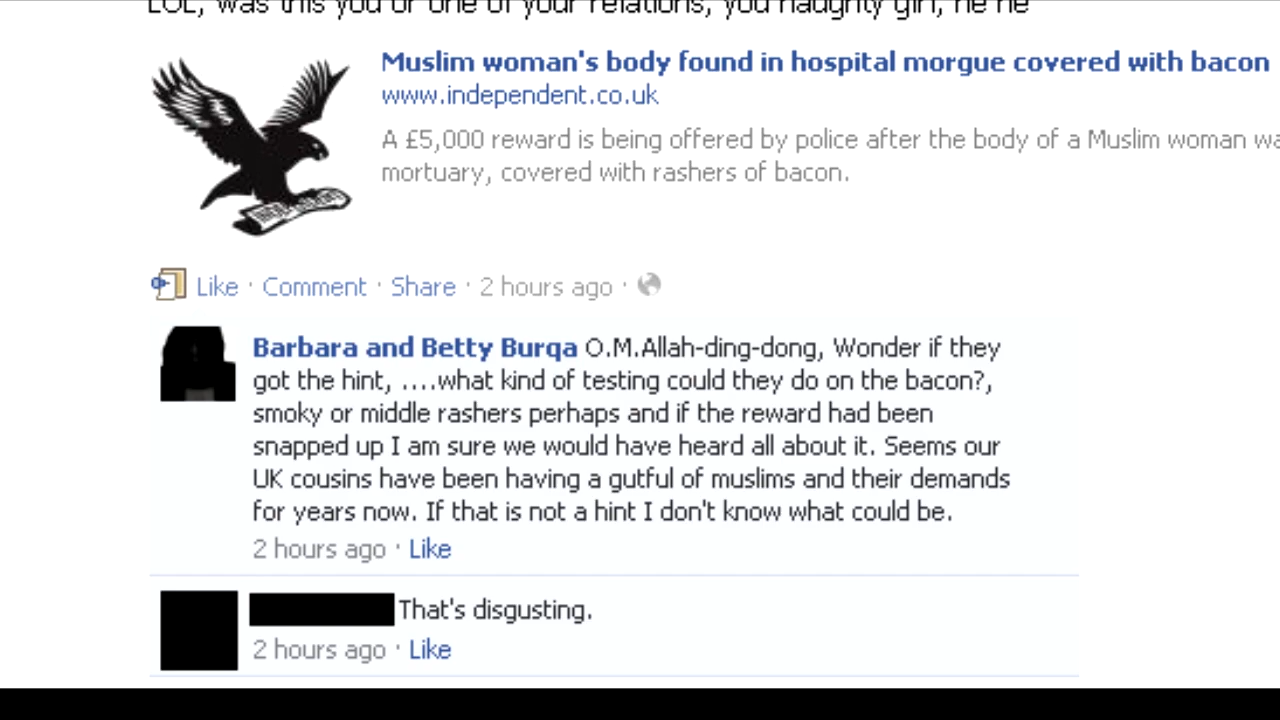 LOL, was this you or one of your relations, you naughty girl, he he
Muslim woman's body found in hospital morgue covered with bacon
www.independent.co.uk
A £5,000 reward is being offered by police after the body of a Muslim woman wa
mortuary, covered with rashers of bacon.
Like · Comment · Share · 2 hours ago ·
Barbara and Betty Burqa O.M.Allah-ding-dong, Wonder if they
got the hint, ....what kind of testing could they do on the bacon?,
smoky or middle rashers perhaps and if the reward had been
snapped up I am sure we would have heard all about it. Seems our
UK cousins have been having a gutful of muslims and their demands
for years now. If that is not a hint I don't know what could be.
2 hours ago · Like
That's disgusting.
2 hours ago · Like